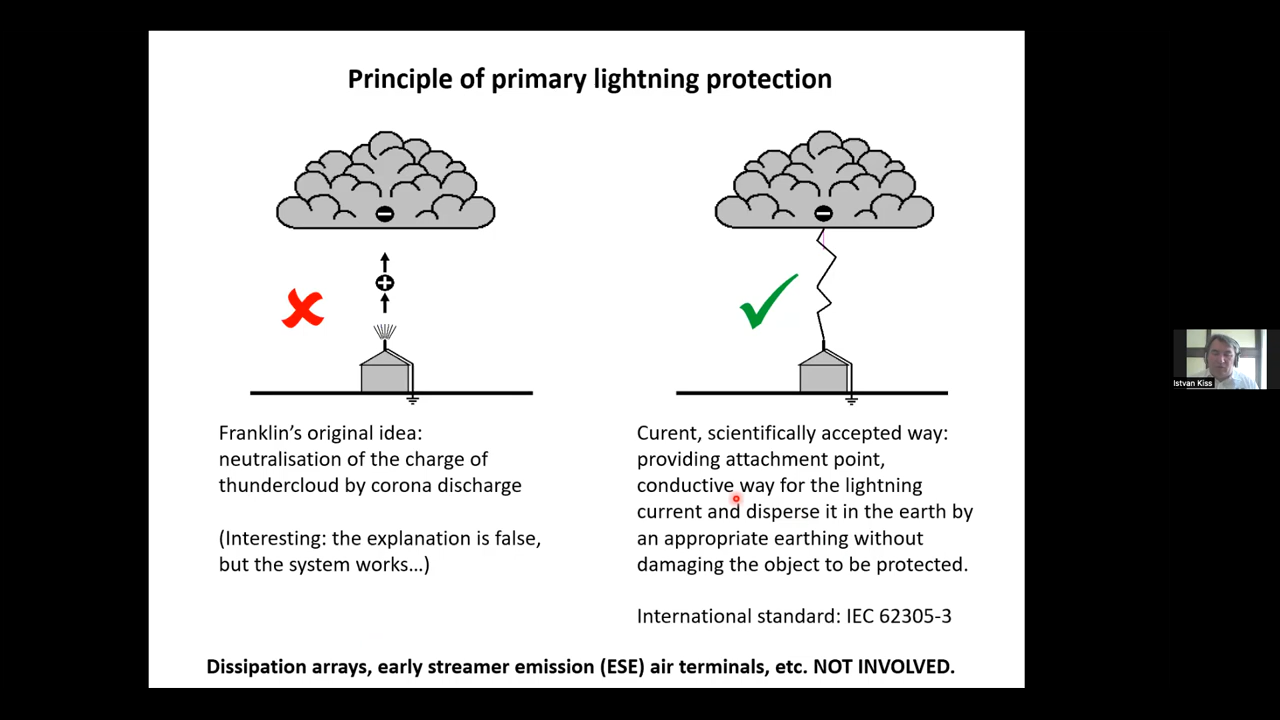 Principle of primary lightning protection
Franklin's original idea:
neutralisation of the charge of
thundercloud by corona discharge
(Interesting: the explanation is false,
but the system works...)
Curent, scientifically accepted way:
providing attachment point,
conductive way for the lightning
current and disperse it in the earth by
an appropriate earthing without
damaging the object to be protected.
International standard: IEC 62305-3
Dissipation arrays, early streamer emission (ESE) air terminals, etc. NOT INVOLVED.
Istvan Kiss